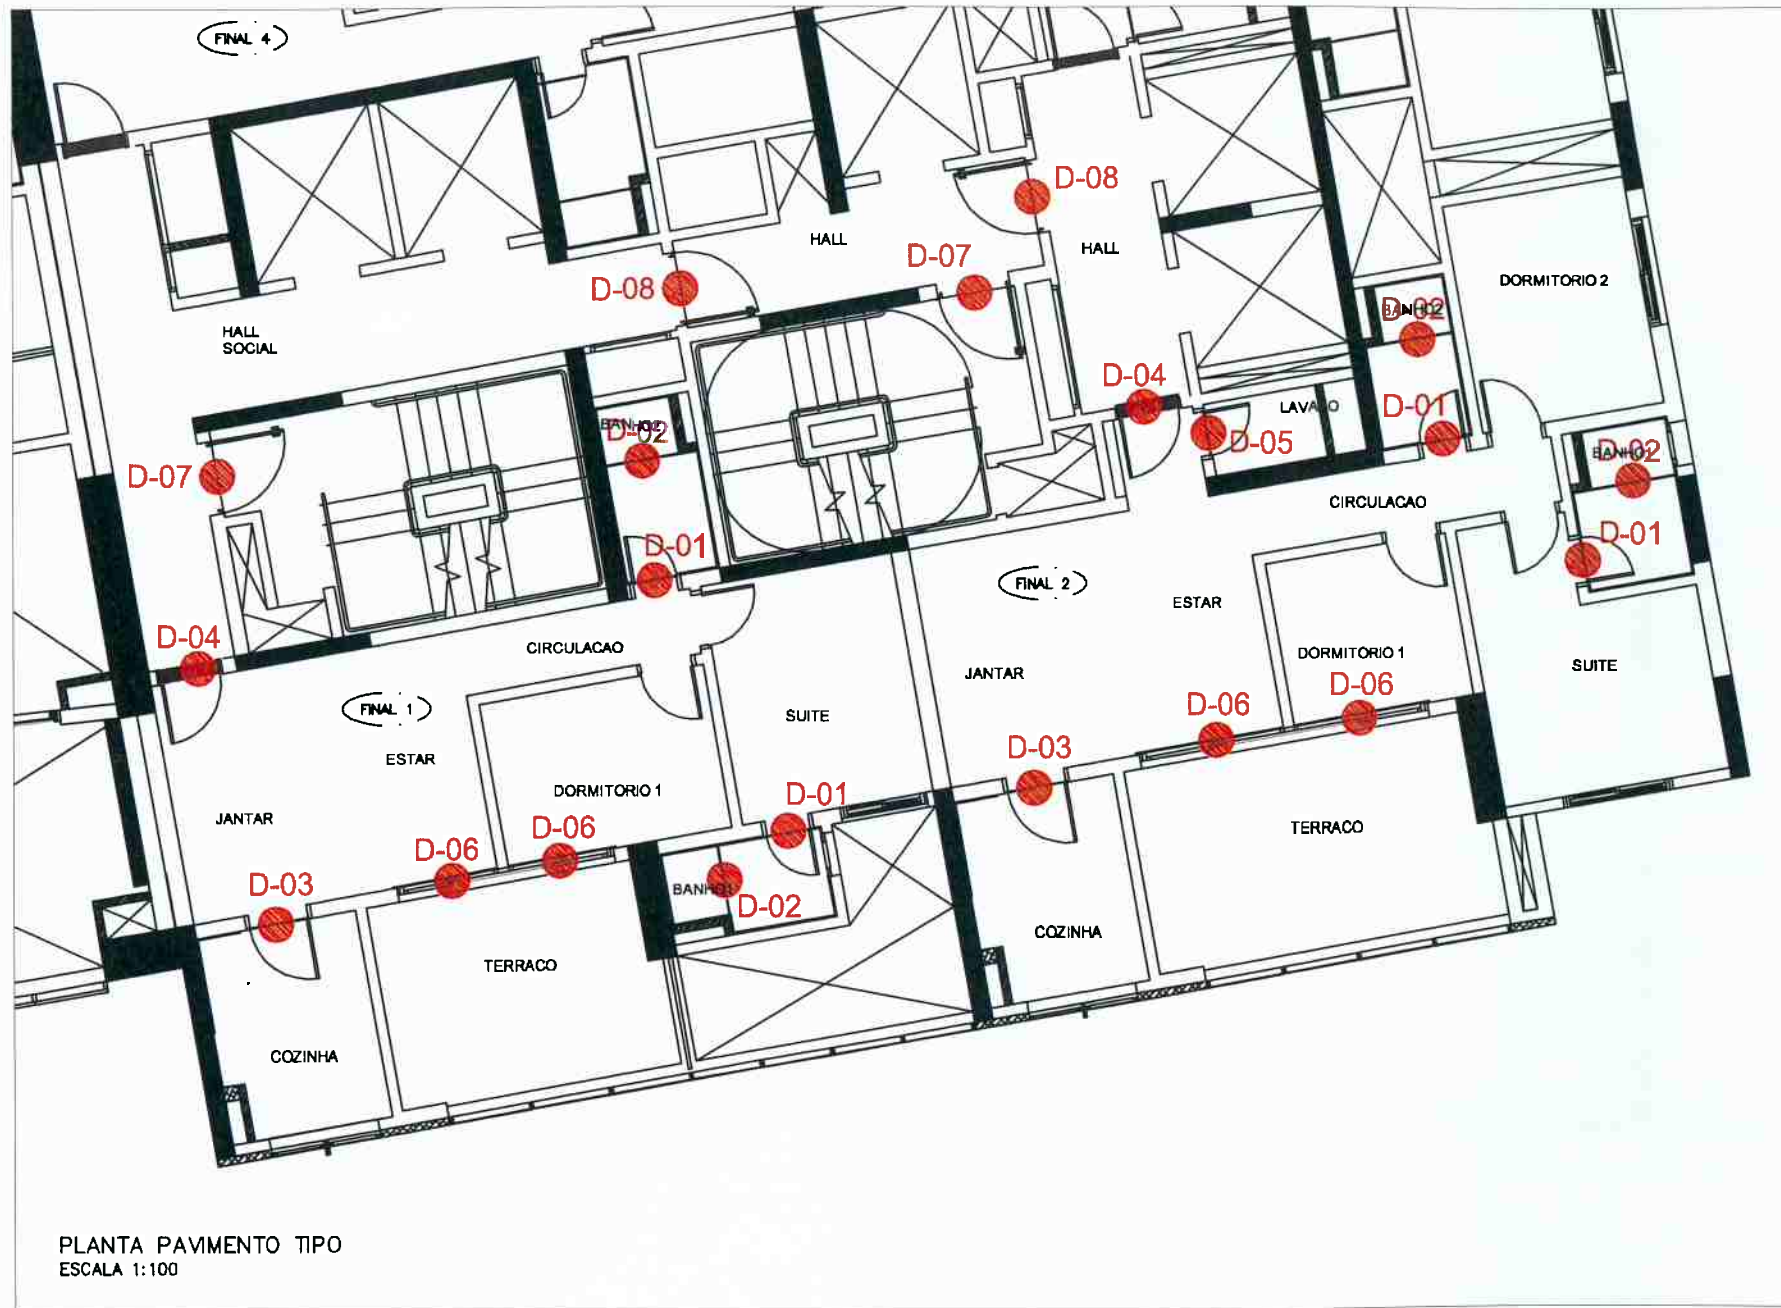 FINAL 4
D-08
HALL
HALL
D-07
D-08
DORMITORIO 2
BANHO2
D-02
HALL
SOCIAL
D-04
LAVABO
D-01
D-05
BANHO2
D-02
BANHO1
D-02
D-07
CIRCULACAO
D-01
D-01
FINAL 2
ESTAR
D-04
CIRCULACAO
DORMITORIO 1
SUITE
JANTAR
D-06
FINAL 1
SUITE
D-06
D-03
ESTAR
DORMITORIO 1
D-01
JANTAR
D-06
D-06
TERRACO
D-03
BANHO1
D-02
COZINHA
TERRACO
COZINHA
PLANTA PAVIMENTO TIPO
ESCALA 1:100